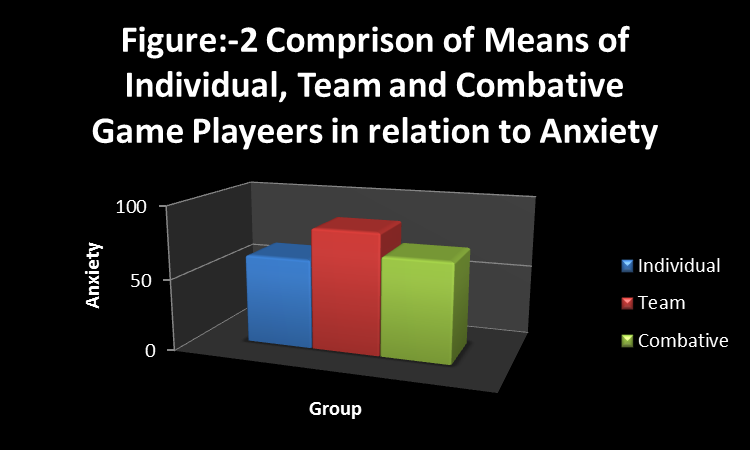 Figure:-2 Comprison of Means of
Individual, Team and Combative
Game Playeers in relation to Anxiety
100
50
0
Anxiety
Group
Individual
Team
Combative